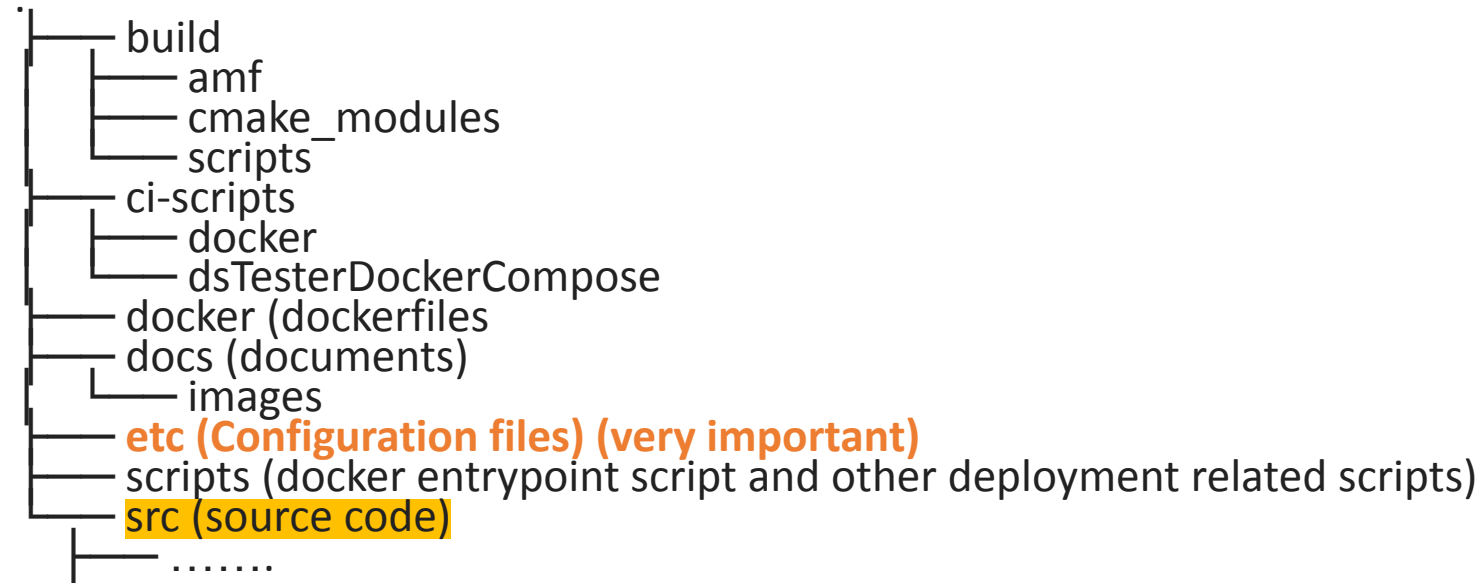 .
build
amf
cmake_modules
scripts
ci-scripts
docker
dsTesterDockerCompose
docker (dockerfiles
docs (documents)
images
etc (Configuration files) (very important)
scripts (docker entrypoint script and other deployment related scripts)
src (source code)
.......